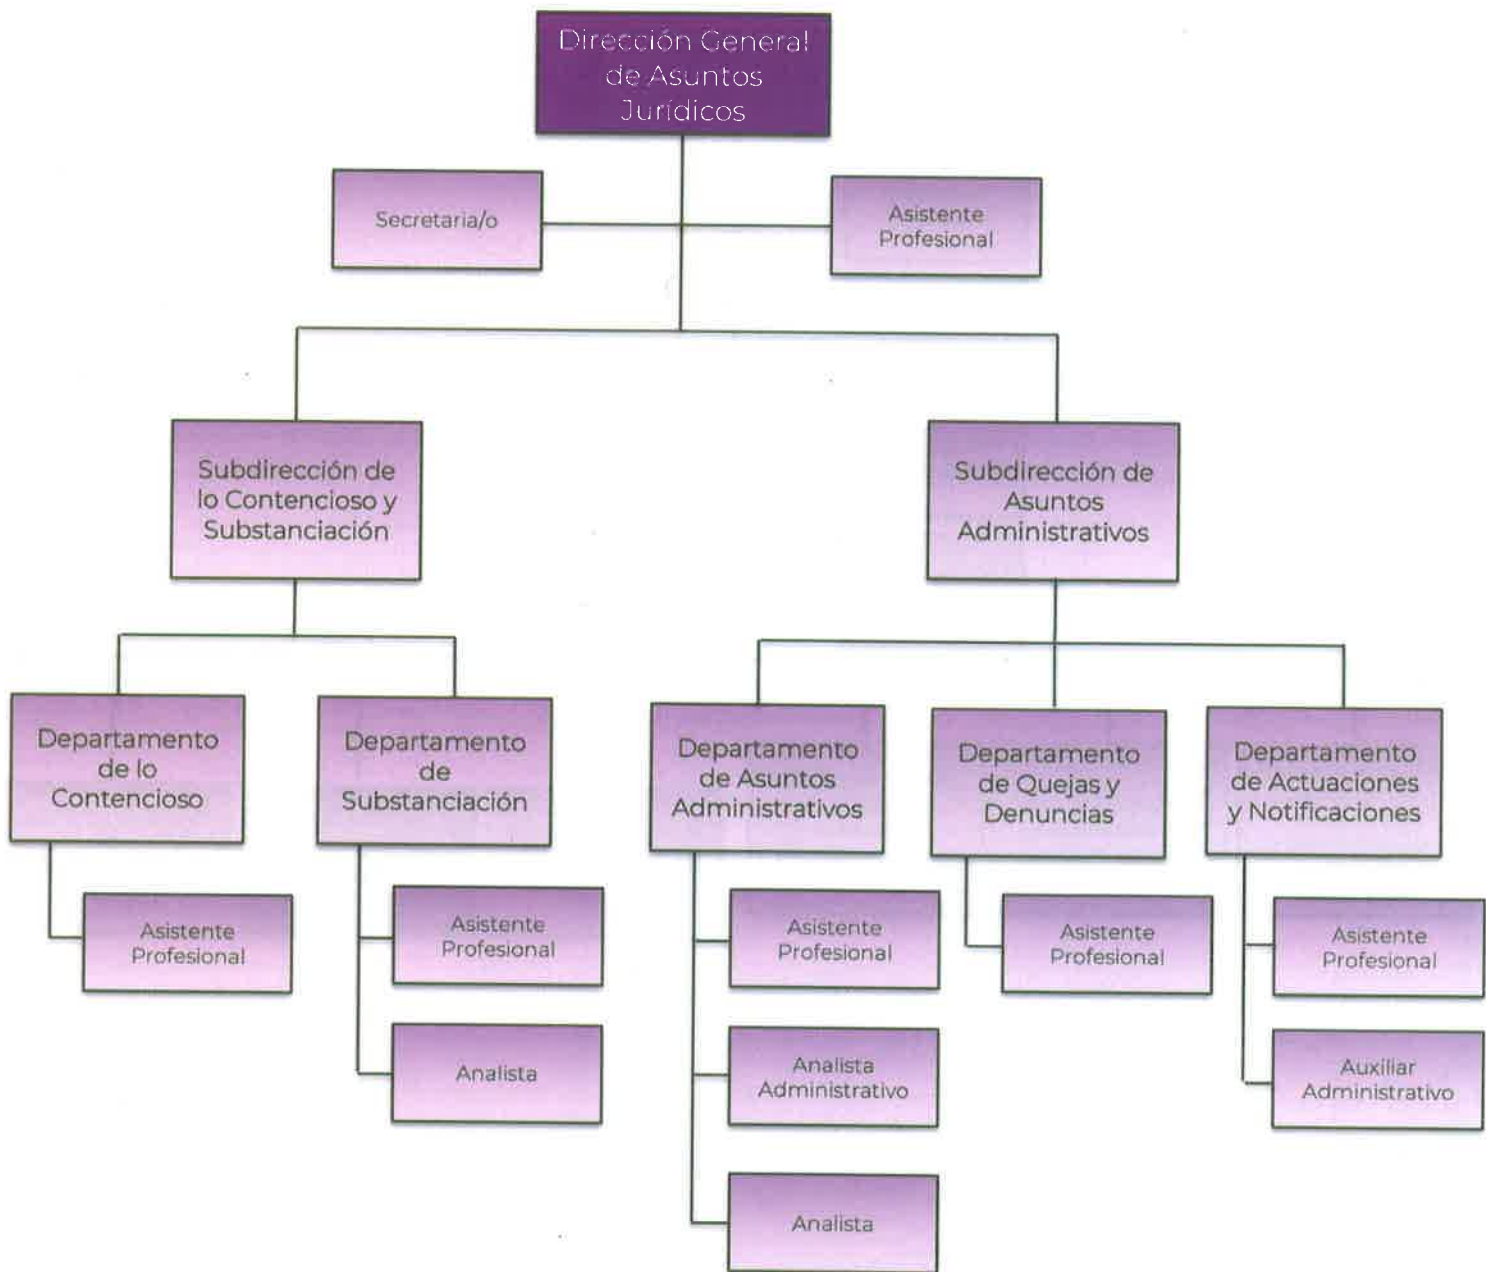 Dirección General
de Asuntos
Jurídicos
Secretaria/o
Asistente
Profesional
Subdirección de
lo Contencioso y
Substanciación
Subdirección de
Asuntos
Administrativos
Departamento
de lo
Contencioso
Departamento
de
Substanciación
Departamento
de Asuntos
Administrativos
Departamento
de Quejas y
Denuncias
Departamento
de Actuaciones
y Notificaciones
Asistente
Profesional
Asistente
Profesional
Analista
Asistente
Profesional
Analista
Administrativo
Analista
Asistente
Profesional
Asistente
Profesional
Auxiliar
Administrativo